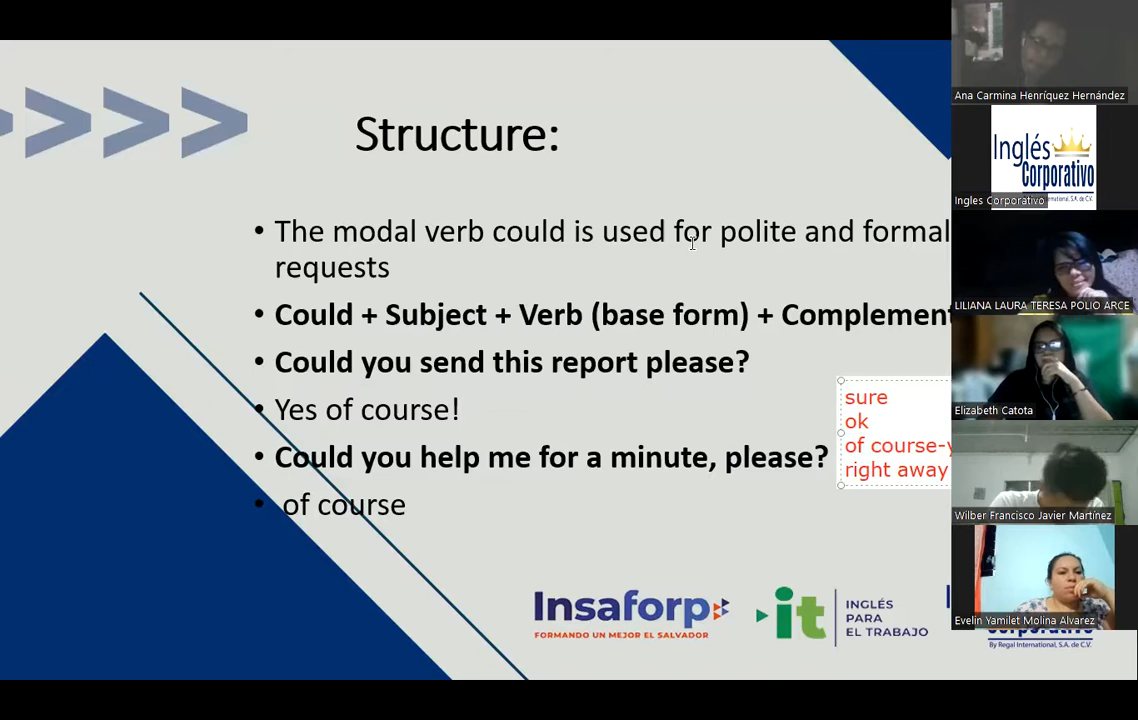 Structure:
• The modal verb could is used for polite and formal
requests
• Could + Subject + Verb (base form) + Complement
• Could you send this report please?
• Yes of course!
• Could you help me for a minute, please?
• of course
sure
ok
of course-y
right away
Insaforp
FORMANDO UN MEJOR EL SALVADOR
it
INGLÉS
PARA
EL TRABAJO
By Regal International, S.A. de C.V.
Ana Carmina Henríquez Hernández
Inglés
Corporativo
Ingles Corporativo
LILIANA LAURA TERESA POLIO ARCE
Elizabeth Catota
Wilber Francisco Javier Martínez
Evelin Yamilet Molina Alvarez